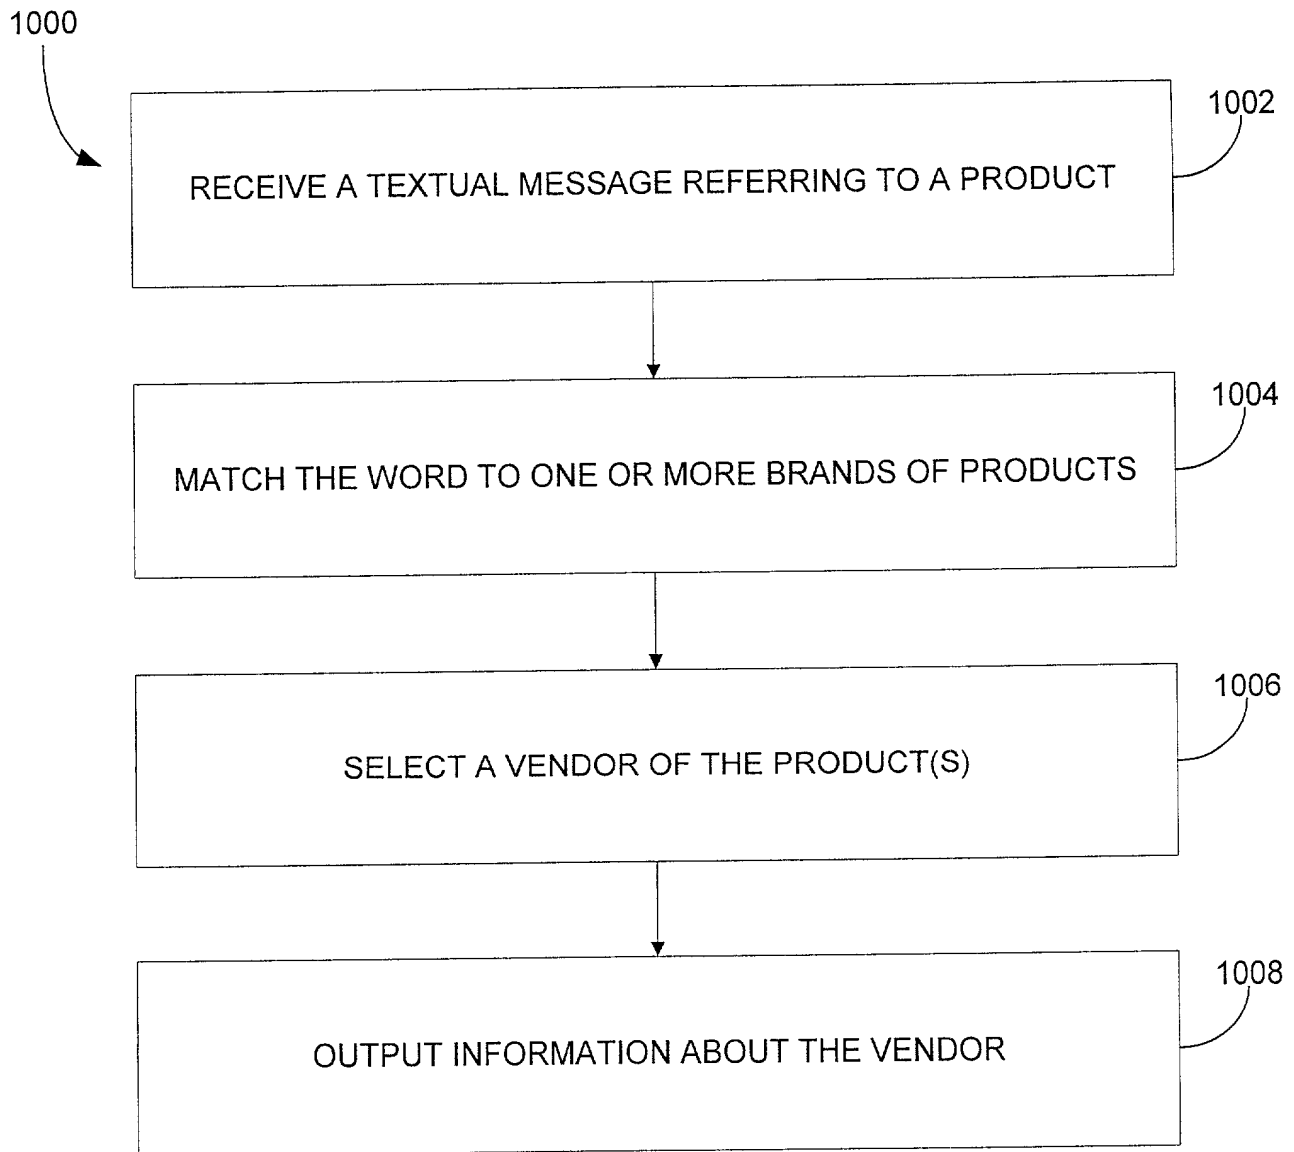 1000
1002
RECEIVE A TEXTUAL MESSAGE REFERRING TO A PRODUCT
1004
MATCH THE WORD TO ONE OR MORE BRANDS OF PRODUCTS
1006
SELECT A VENDOR OF THE PRODUCT(S)
1008
OUTPUT INFORMATION ABOUT THE VENDOR